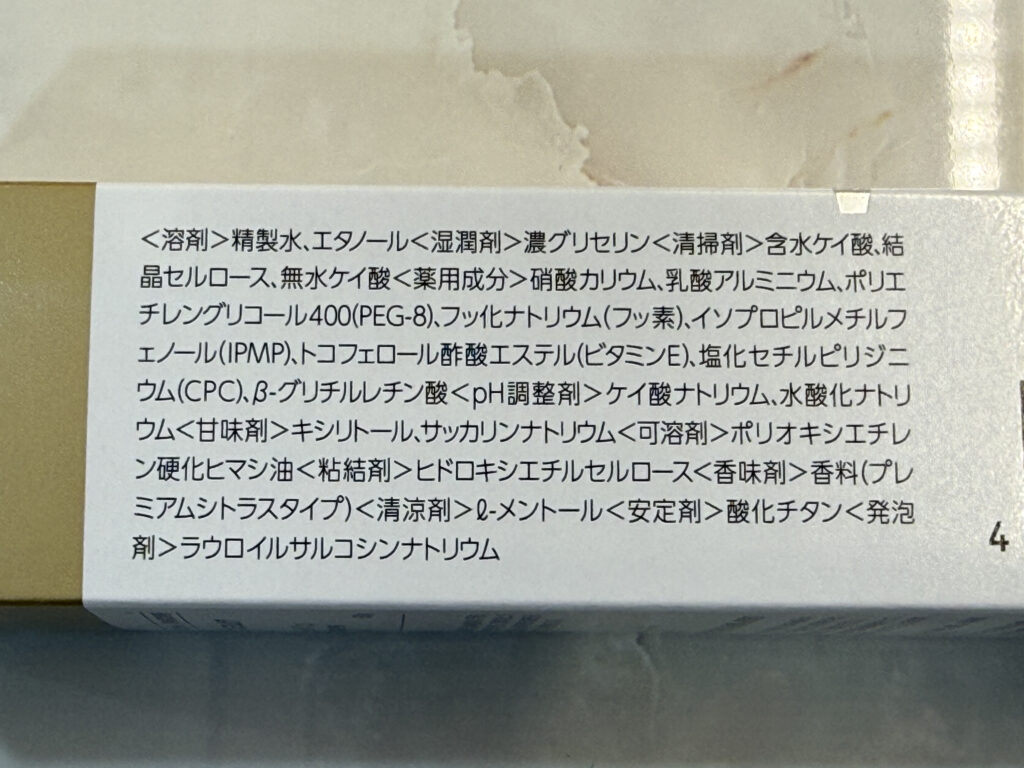 <溶剤>精製水、エタノール<湿潤剤>濃グリセリン<清掃剤>含水ケイ酸、結
晶セルロース、無水ケイ酸<薬用成分>硝酸カリウム、乳酸アルミニウム、ポリエ
チレングリコール400(PEG-8)、フッ化ナトリウム(フッ素)、イソプロピルメチルフ
ェノール(IPMP)、トコフェロール酢酸エステル(ビタミンE)、塩化セチルピリジニ
ウム(CPC)、β-グリチルレチン酸<pH調整剤>ケイ酸ナトリウム、水酸化ナトリ
ウム<甘味剤>キシリトール、サッカリンナトリウム<可溶剤>ポリオキシエチレ
ン硬化ヒマシ油<粘結剤>ヒドロキシエチルセルロース<香味剤>香料(プレ
ミアムシトラスタイプ)<清涼剤>ℓ-メントール<安定剤>酸化チタン<発泡
剤>ラウロイルサルコシンナトリウム
4